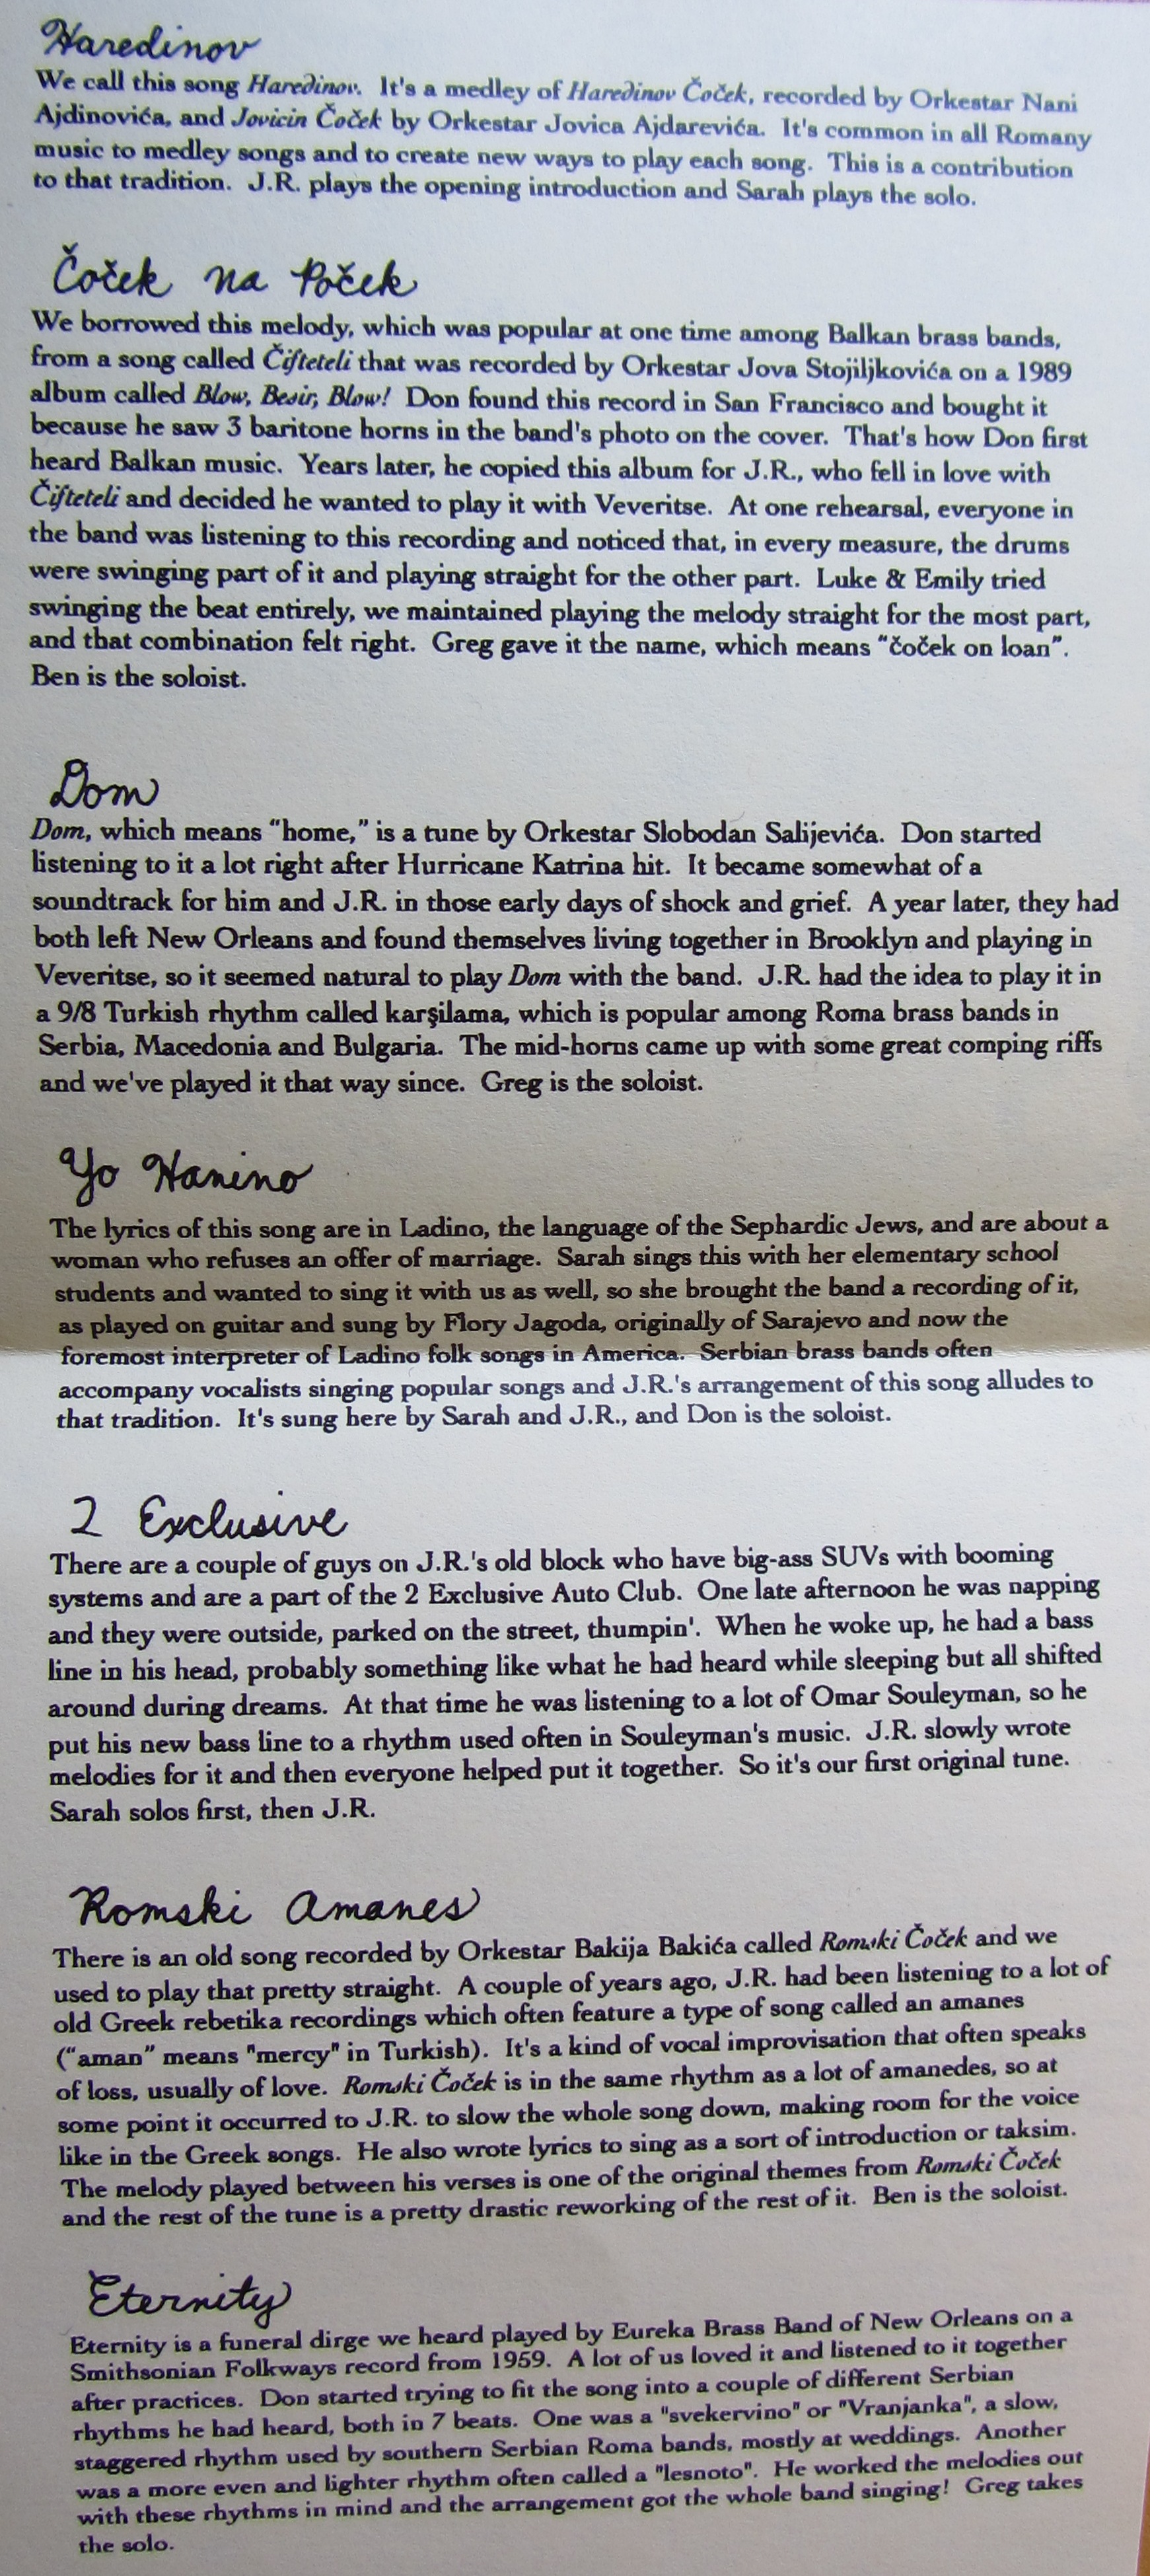 Haredinov
We call this song Haredinov. It's a medley of Haredinov Čoček, recorded by Orkestar Nani
Ajdinovića, and Jovicin Čoček by Orkestar Jovica Ajdarevića. It's common in all Romany
music to medley songs and to create new ways to play each song. This is a contribution
to that tradition. J.R. plays the opening introduction and Sarah plays the solo.
Čoček na Poček
We borrowed this melody, which was popular at one time among Balkan brass bands,
from a song called Čifteteli that was recorded by Orkestar Jova Stojiljkovića on a 1989
album called Blow, Besir, Blow! Don found this record in San Francisco and bought it
because he saw 3 baritone horns in the band's photo on the cover. That's how Don first
heard Balkan music. Years later, he copied this album for J.R., who fell in love with
Čifteteli and decided he wanted to play it with Veveritse. At one rehearsal, everyone in
the band was listening to this recording and noticed that, in every measure, the drums
were swinging part of it and playing straight for the other part. Luke & Emily tried
swinging the beat entirely, we maintained playing the melody straight for the most part,
and that combination felt right. Greg gave it the name, which means “čoček on loan”.
Ben is the soloist.
Dom
Dom, which means “home,” is a tune by Orkestar Slobodan Salijevića. Don started
listening to it a lot right after Hurricane Katrina hit. It became somewhat of a
soundtrack for him and J.R. in those early days of shock and grief. A year later, they had
both left New Orleans and found themselves living together in Brooklyn and playing in
Veveritse, so it seemed natural to play Dom with the band. J.R. had the idea to play it in
a 9/8 Turkish rhythm called karşilama, which is popular among Roma brass bands in
Serbia, Macedonia and Bulgaria. The mid-horns came up with some great comping riffs
and we've played it that way since. Greg is the soloist.
Yo Hanino
The lyrics of this song are in Ladino, the language of the Sephardic Jews, and are about a
woman who refuses an offer of marriage. Sarah sings this with her elementary school
students and wanted to sing it with us as well, so she brought the band a recording of it,
as played on guitar and sung by Flory Jagoda, originally of Sarajevo and now the
foremost interpreter of Ladino folk songs in America. Serbian brass bands often
accompany vocalists singing popular songs and J.R.'s arrangement of this song alludes to
that tradition. It's sung here by Sarah and J.R., and Don is the soloist.
2 Exclusive
There are a couple of guys on J.R.'s old block who have big-ass SUVs with booming
systems and are a part of the 2 Exclusive Auto Club. One late afternoon he was napping
and they were outside, parked on the street, thumpin'. When he woke up, he had a bass
line in his head, probably something like what he had heard while sleeping but all shifted
around during dreams. At that time he was listening to a lot of Omar Souleyman, so he
put his new bass line to a rhythm used often in Souleyman's music. J.R. slowly wrote
melodies for it and then everyone helped put it together. So it's our first original tune.
Sarah solos first, then J.R.
Romski Amanes
There is an old song recorded by Orkestar Bakija Bakića called Romski Čoček and we
used to play that pretty straight. A couple of years ago, J.R. had been listening to a lot of
old Greek rebetika recordings which often feature a type of song called an amanes
(“aman” means "mercy" in Turkish). It's a kind of vocal improvisation that often speaks
of loss, usually of love. Romski Čoček is in the same rhythm as a lot of amanedes, so at
some point it occurred to J.R. to slow the whole song down, making room for the voice
like in the Greek songs. He also wrote lyrics to sing as a sort of introduction or taksim.
The melody played between his verses is one of the original themes from Romski Čoček
and the rest of the tune is a pretty drastic reworking of the rest of it. Ben is the soloist.
Eternity
Eternity is a funeral dirge we heard played by Eureka Brass Band of New Orleans on a
Smithsonian Folkways record from 1959. A lot of us loved it and listened to it together
after practices. Don started trying to fit the song into a couple of different Serbian
rhythms he had heard, both in 7 beats. One was a "svekervino" or "Vranjanka", a slow,
staggered rhythm used by southern Serbian Roma bands, mostly at weddings. Another
was a more even and lighter rhythm often called a "lesnoto". He worked the melodies out
with these rhythms in mind and the arrangement got the whole band singing! Greg takes
the solo.